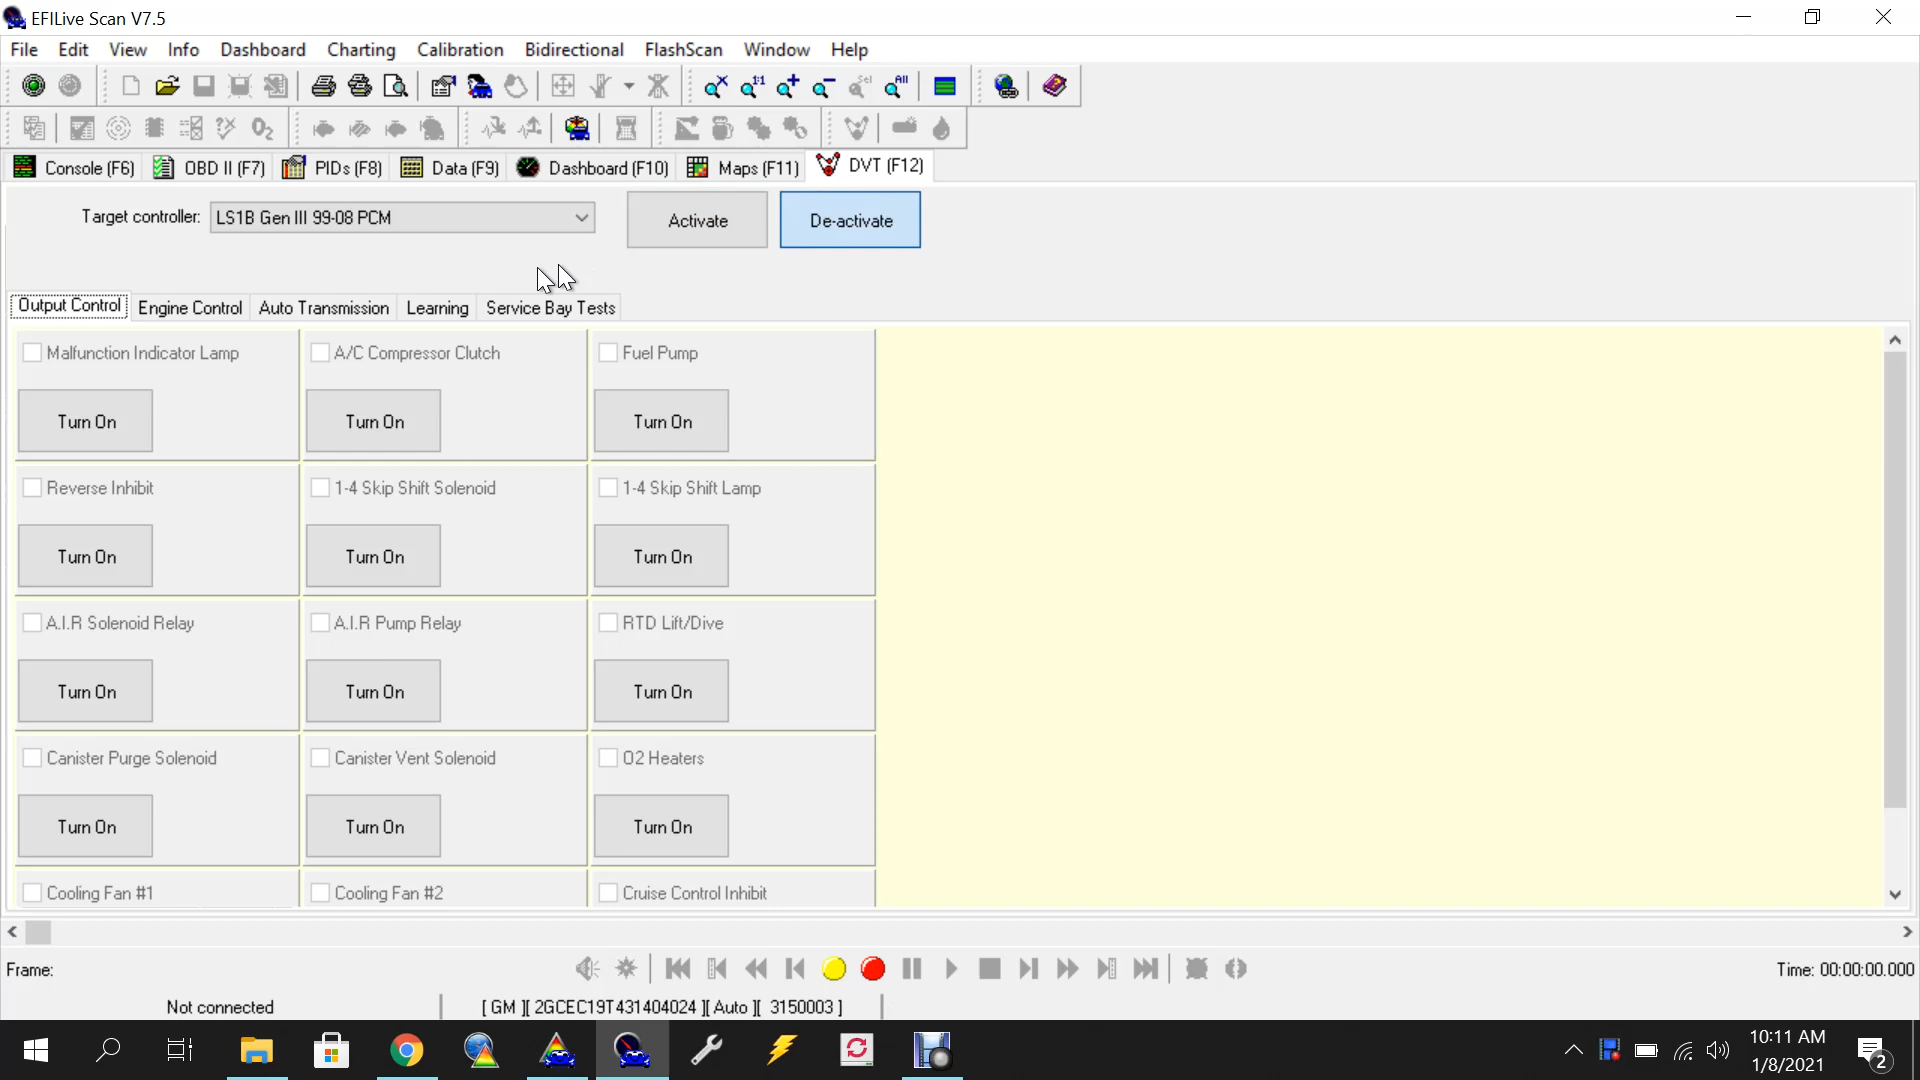 EFILive Scan V7.5
File Edit View Info Dashboard Charting Calibration Bidirectional FlashScan Window Help
X 1:1 + - Sel All
O2
Console (F6) OBD II (F7) PIDs (F8) Data (F9) Dashboard (F10) Maps (F11) DVT (F12)
Target controller: LS1B Gen III 99-08 PCM Activate De-activate
Output Control Engine Control Auto Transmission Learning Service Bay Tests
Malfunction Indicator Lamp A/C Compressor Clutch Fuel Pump
Turn On Turn On Turn On
Reverse Inhibit 1-4 Skip Shift Solenoid 1-4 Skip Shift Lamp
Turn On Turn On Turn On
A.I.R Solenoid Relay A.I.R Pump Relay RTD Lift/Dive
Turn On Turn On Turn On
Canister Purge Solenoid Canister Vent Solenoid O2 Heaters
Turn On Turn On Turn On
Cooling Fan #1 Cooling Fan #2 Cruise Control Inhibit
Frame: Time: 00:00:00.000
Not connected [ GM ][ 2GCEC19T431404024 ][ Auto ][ 3150003 ]
10:11 AM
1/8/2021
2